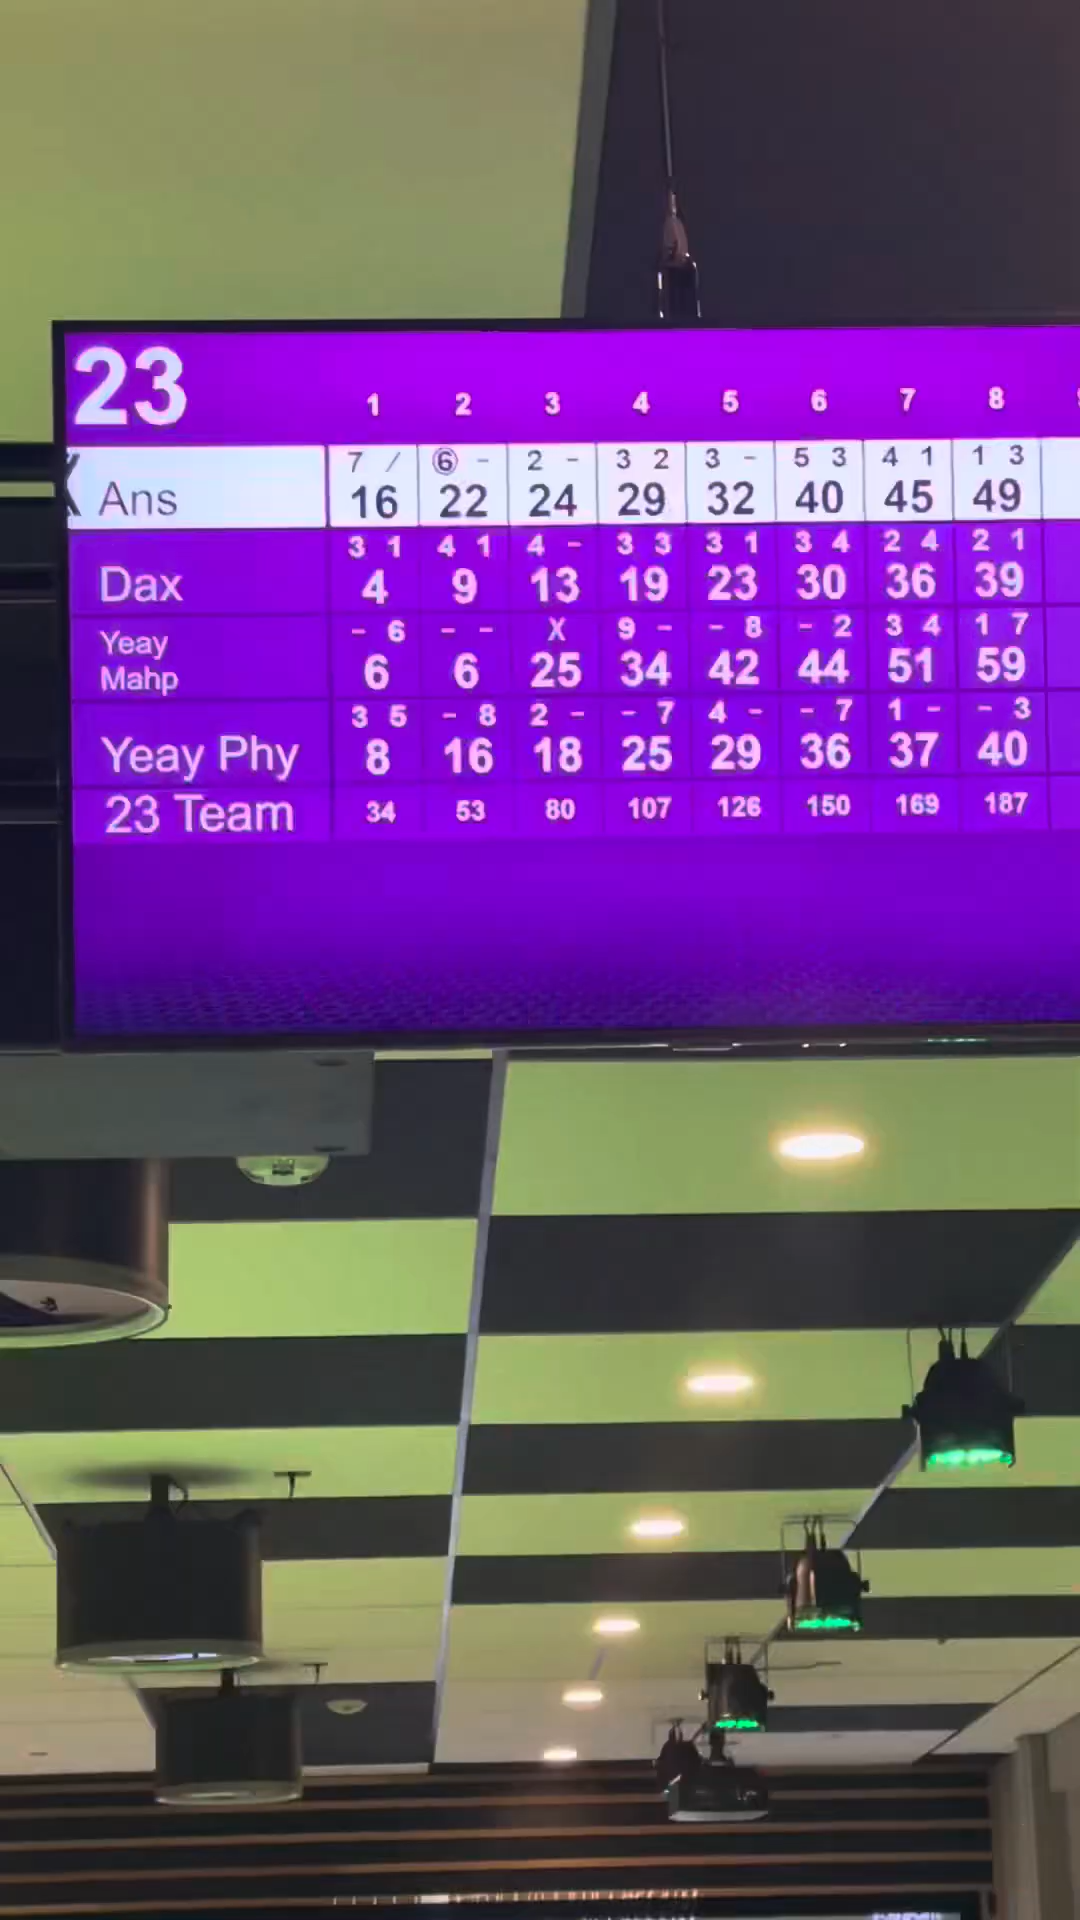 23
1 2 3 4 5 6 7 8
7 / ⑥ - 2 - 3 2 3 - 5 3 4 1 1 3
Ans 16 22 24 29 32 40 45 49
3 1 4 1 4 - 3 3 3 1 3 4 2 4 2 1
Dax 4 9 13 19 23 30 36 39
Yeay - 6 - - X 9 - - 8 - 2 3 4 1 7
Mahp 6 6 25 34 42 44 51 59
3 5 - 8 2 - - 7 4 - - 7 1 - - 3
Yeay Phy 8 16 18 25 29 36 37 40
23 Team 34 53 80 107 126 150 169 187